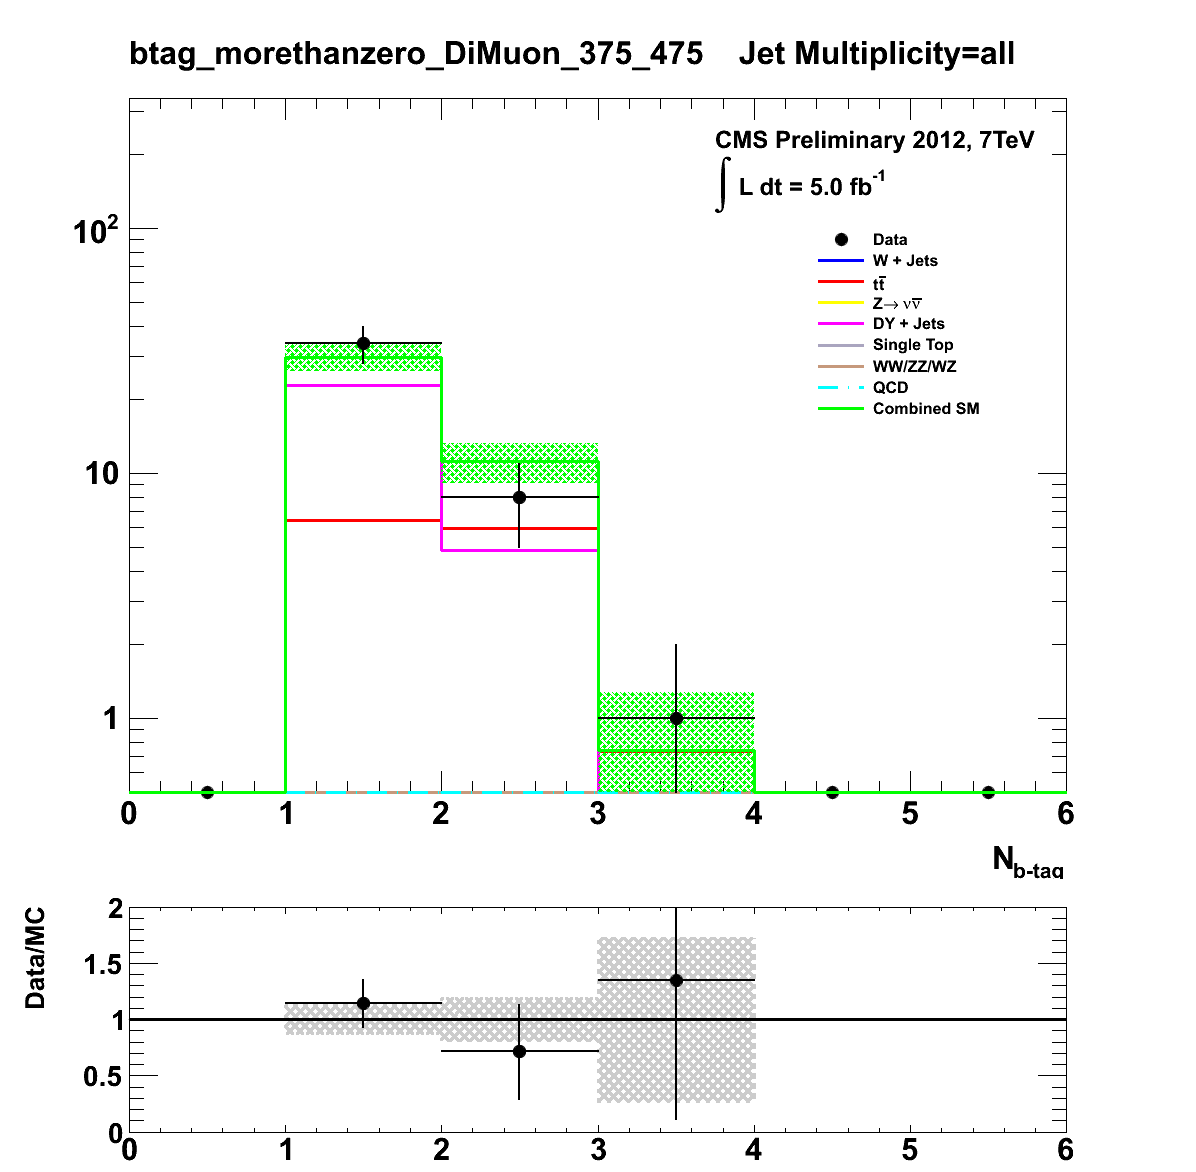 btag_morethanzero_DiMuon_375_475 Jet Multiplicity=all
CMS Preliminary 2012, 7TeV
∫ L dt = 5.0 fb⁻¹
Data
W + Jets
tt̅
Z→ νν̅
DY + Jets
Single Top
WW/ZZ/WZ
QCD
Combined SM
10²
10
1
0 1 2 3 4 5 6
N_b-tag
Data/MC
2
1.5
1
0.5
0
0 1 2 3 4 5 6